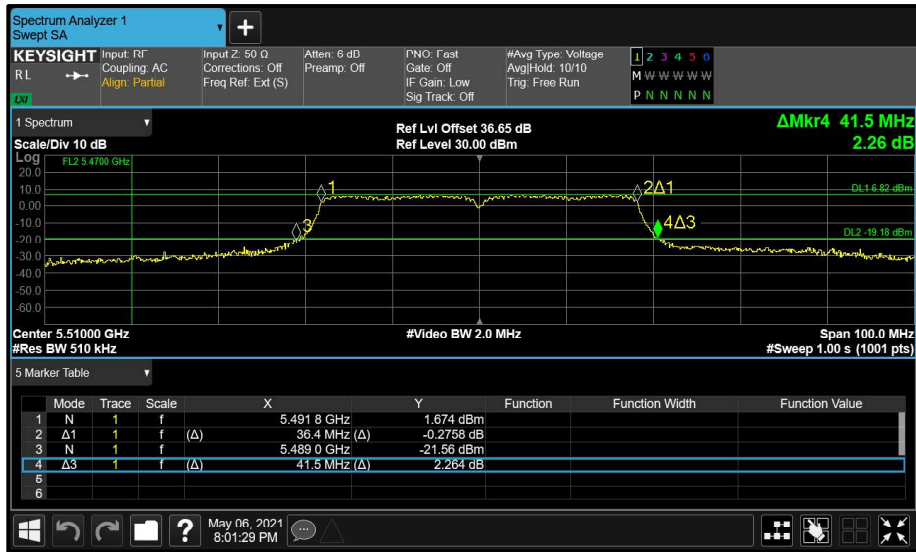 Spectrum Analyzer 1
Swept SA
+
KEYSIGHT Input: RF Input Z: 50 Ω Atten: 6 dB PNO: Fast #Avg Type: Voltage 1 2 3 4 5 6
RL Coupling: AC Corrections: Off Preamp: Off Gate: Off Avg|Hold: 10/10 M W W W W W
Align: Partial Freq Ref: Ext (S) IF Gain: Low Trig: Free Run
LXI Sig Track: Off P N N N N N
1 Spectrum
Scale/Div 10 dB
Ref Lvl Offset 36.65 dB
Ref Level 30.00 dBm
ΔMkr4 41.5 MHz
2.26 dB
Log
FL2 5.4700 GHz
20.0
10.0
0.00
-10.0
-20.0
-30.0
-40.0
-50.0
-60.0
1
2Δ1
3
4Δ3
DL1 6.82 dBm
DL2 -19.18 dBm
Center 5.51000 GHz #Video BW 2.0 MHz Span 100.0 MHz
#Res BW 510 kHz #Sweep 1.00 s (1001 pts)
5 Marker Table
Mode Trace Scale X Y Function Function Width Function Value
1 N 1 f 5.491 8 GHz 1.674 dBm
2 Δ1 1 f (Δ) 36.4 MHz (Δ) -0.2758 dB
3 N 1 f 5.489 0 GHz -21.56 dBm
4 Δ3 1 f (Δ) 41.5 MHz (Δ) 2.264 dB
5
6
? May 06, 2021
8:01:29 PM